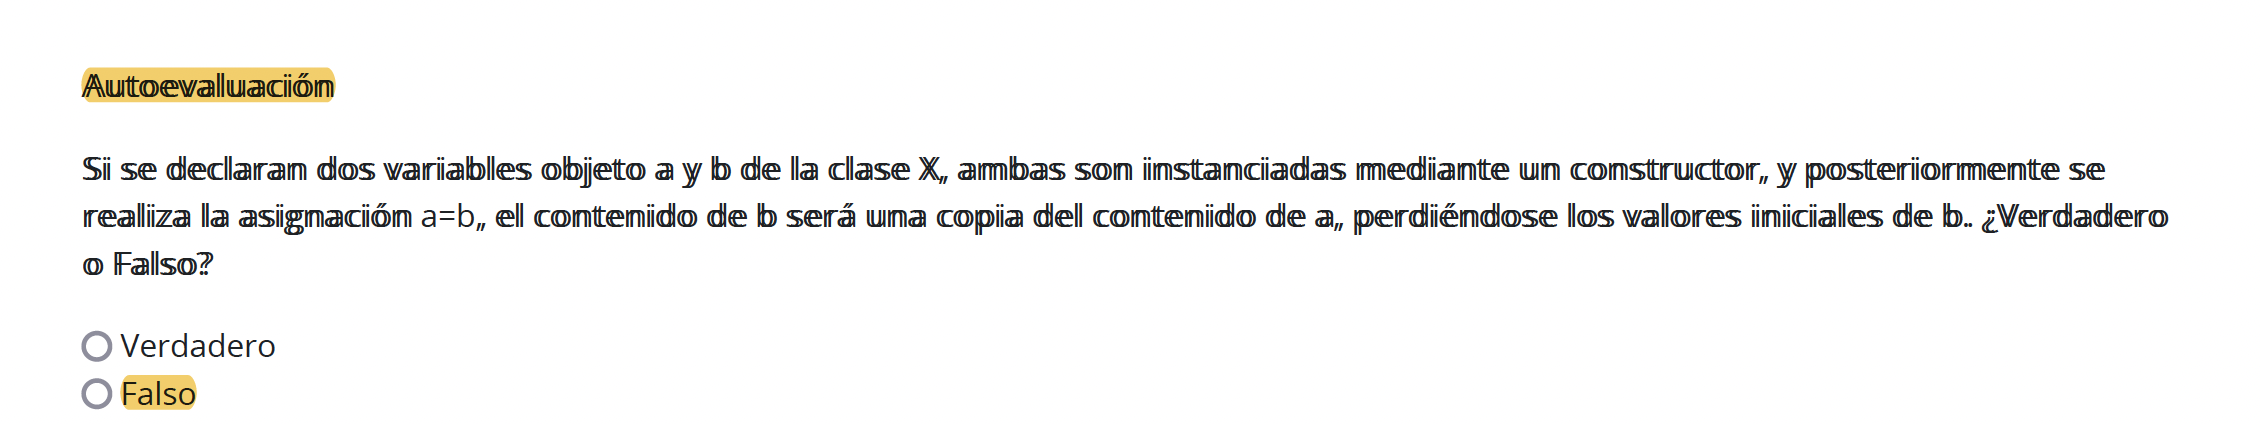 Autoevaluación
Si se declaran dos variables objeto a y b de la clase X, ambas son instanciadas mediante un constructor, y posteriormente se
realiza la asignación a=b, el contenido de b será una copia del contenido de a, perdiéndose los valores iniciales de b. ¿Verdadero
o Falso?
Verdadero
Falso